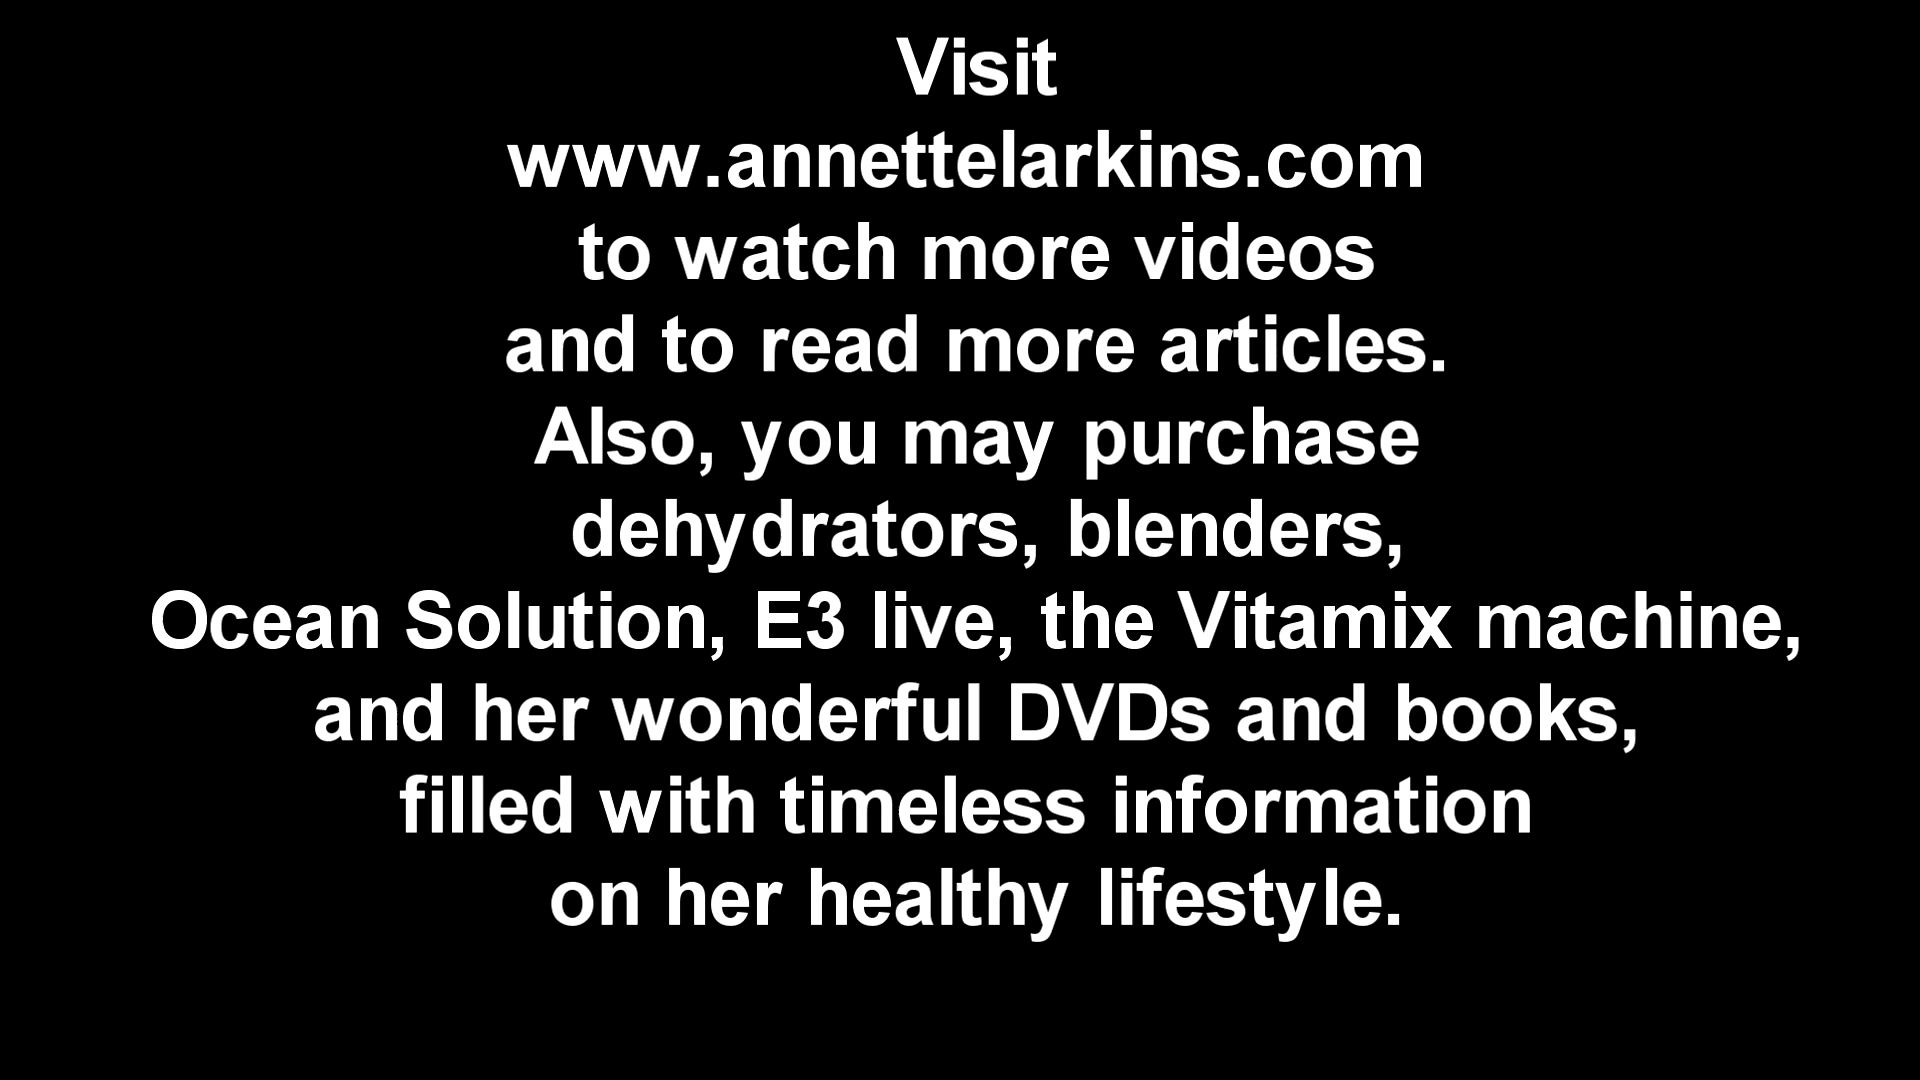 Visit
www.annettelarkins.com
to watch more videos
and to read more articles.
Also, you may purchase
dehydrators, blenders,
Ocean Solution, E3 live, the Vitamix machine,
and her wonderful DVDs and books,
filled with timeless information
on her healthy lifestyle.